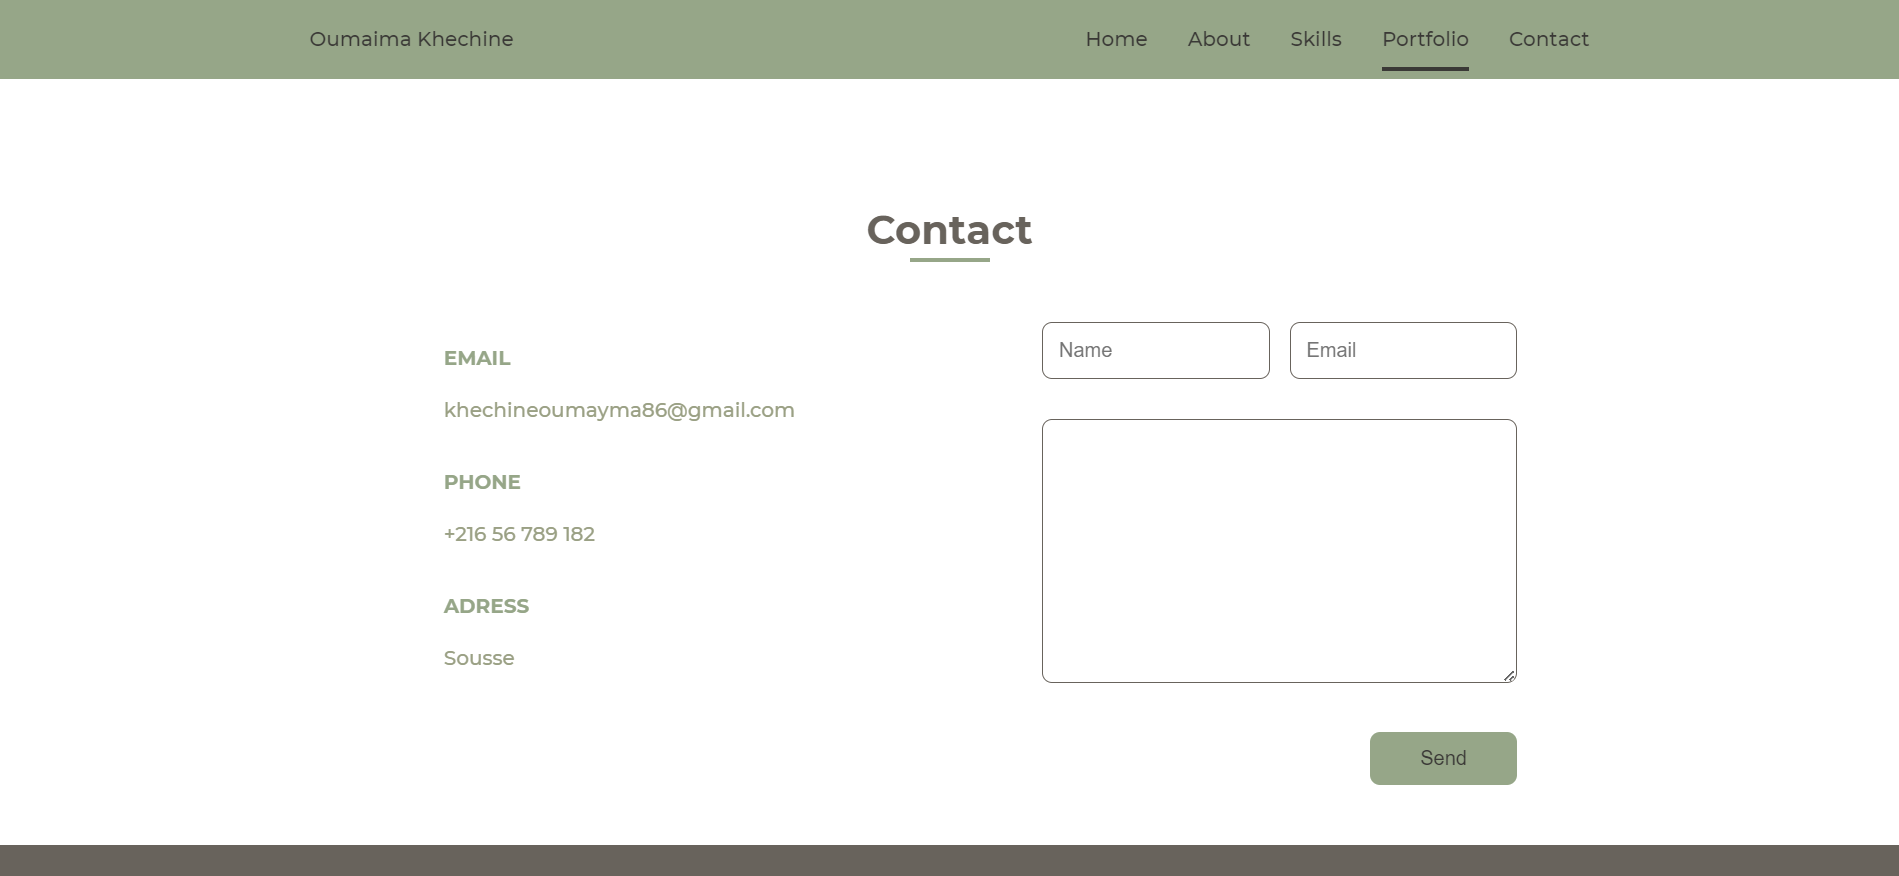 Oumaima Khechine
Home About Skills Portfolio Contact
Contact
EMAIL
khechineoumayma86@gmail.com
PHONE
+216 56 789 182
ADRESS
Sousse
Name Email
Send